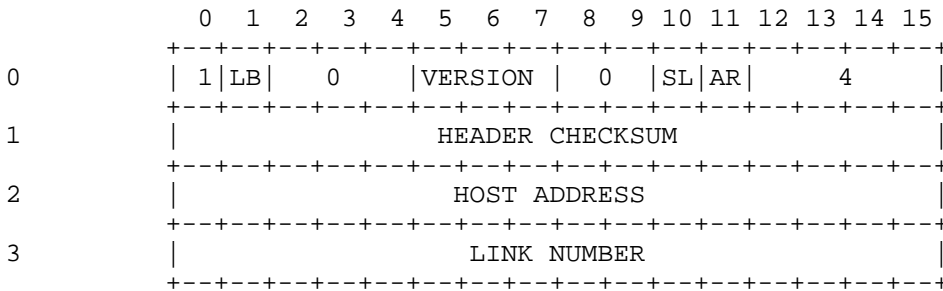 0 1 2 3 4 5 6 7 8 9 10 11 12 13 14 15
+--+--+--+--+--+--+--+--+--+--+--+--+--+--+--+--+
0 | 1|LB| 0 |VERSION | 0 |SL|AR| 4 |
+--+--+--+--+--+--+--+--+--+--+--+--+--+--+--+--+
1 | HEADER CHECKSUM |
+--+--+--+--+--+--+--+--+--+--+--+--+--+--+--+--+
2 | HOST ADDRESS |
+--+--+--+--+--+--+--+--+--+--+--+--+--+--+--+--+
3 | LINK NUMBER |
+--+--+--+--+--+--+--+--+--+--+--+--+--+--+--+--+